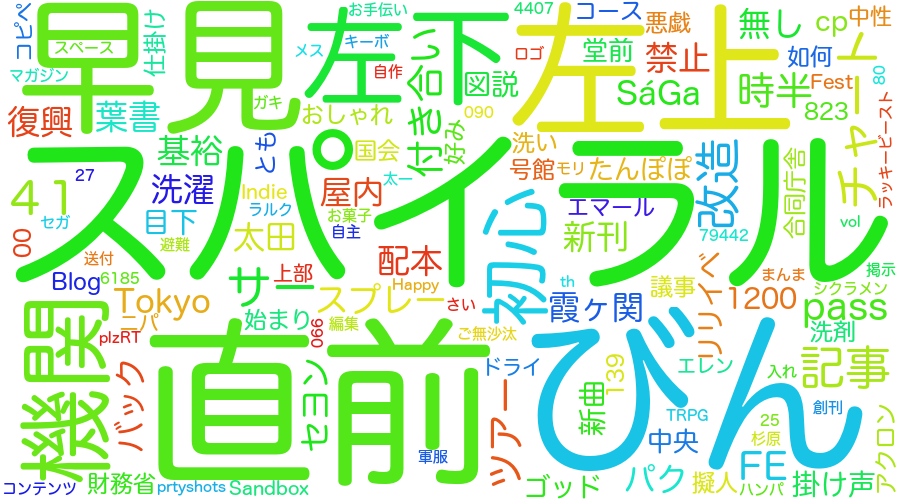 コピペ
早見
スペース
マガジン
仕掛け
復興
葉書
ガキ
メス
お手伝い
キーボ
自作
左下
4407
ロゴ
コース
悪戯
堂前
禁止
左上
無し
cp
中性
如何
時半
Fest
823
80
ラッキービースト
チャー
SáGa
図説
好み
付き合い
090
おしゃれ
国会
とも
基裕
洗い
号館
モリ
たんぽぽ
改造
合同庁舎
エマール
スパイラル
41
27
セガ
洗濯
目下
避難
Indie
ラルク
屋内
太一
お菓子
自主
太田
00
送付
Blog
6185
上部
配本
初心
新刊
79442
vol
掲示
th
霞ヶ関
議事
リリイベ
まんま
シクラメン
1200
pass
洗剤
Tokyo
ニパ
plzRT
サー
Happy
さい
スプレー
始まり
066
編集
ご無沙汰
機関
バック
直前
セヨン
ツアー
ドライ
びん
139
新曲
エレン
入れ
記事
TRPG
創刊
25
杉原
中央
FE
アクロン
軍服
コンテンツ
財務省
prtyshots
Sandbox
ゴッド
パク
擬人
ハンパ
掛け声